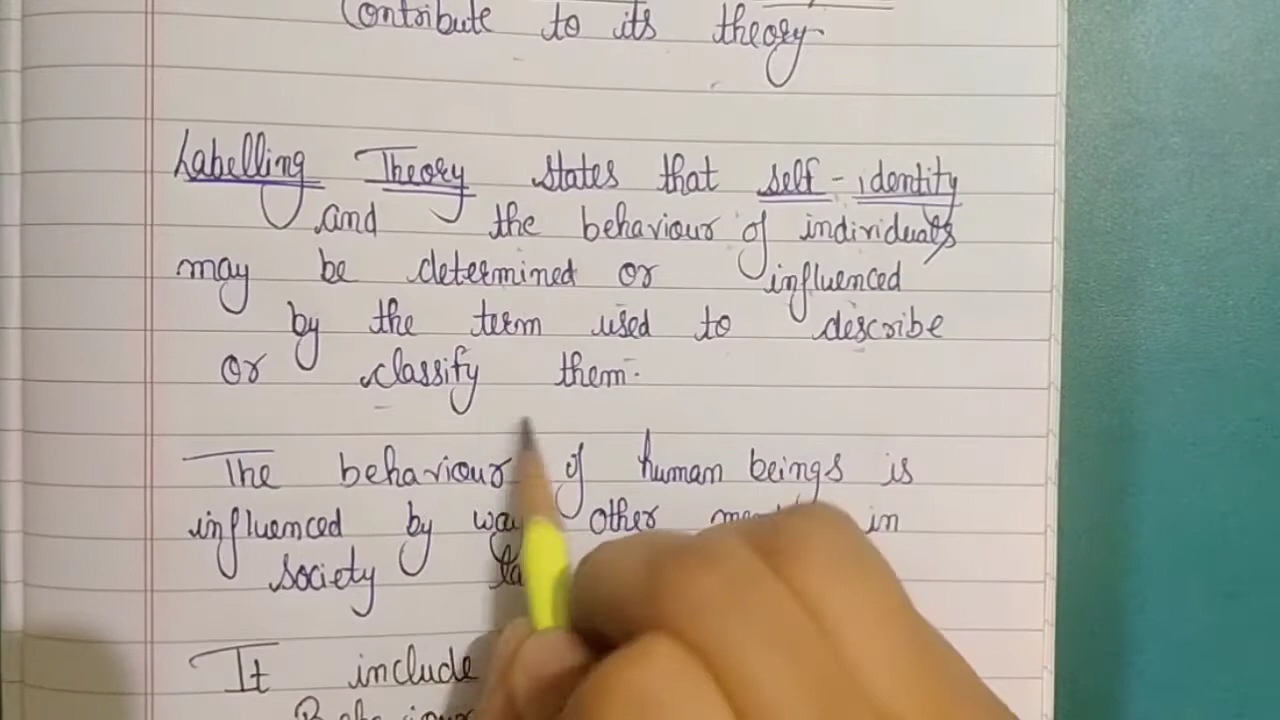 Contribute to its theory
Labelling Theory states that self-identity
and the behaviour of individuals
may be determined or influenced
by the term used to describe
or classify them.
The behaviour of human beings is
influenced by way other in
society
It include